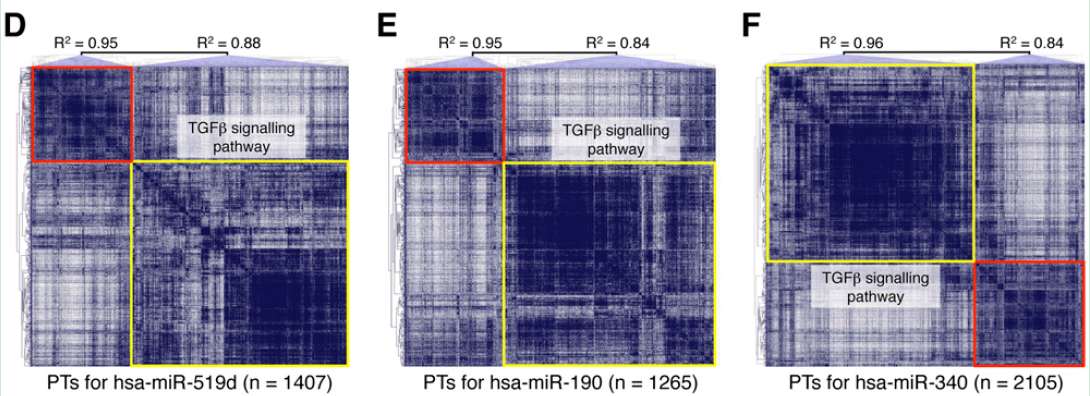 D
R² = 0.95 R² = 0.88
TGFβ signalling
pathway
PTs for hsa-miR-519d (n = 1407)
E
R² = 0.95 R² = 0.84
TGFβ signalling
pathway
PTs for hsa-miR-190 (n = 1265)
F
R² = 0.96 R² = 0.84
TGFβ signalling
pathway
PTs for hsa-miR-340 (n = 2105)